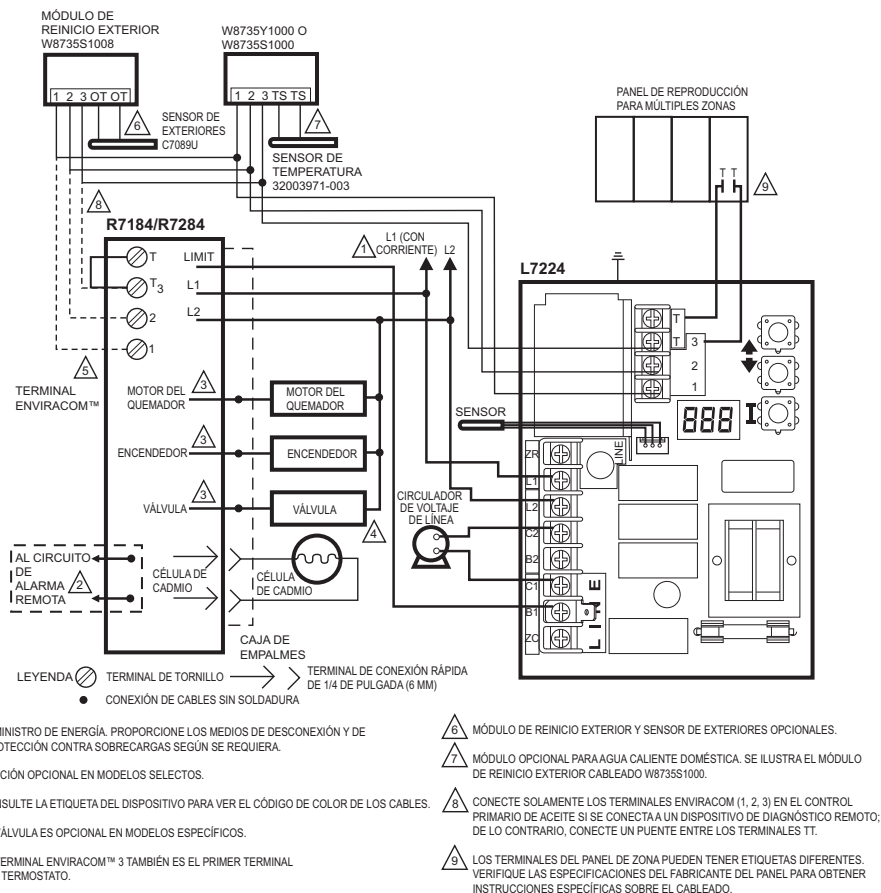 MÓDULO DE
REINICIO EXTERIOR
W8735S1008
1 2 3 OT OT
6
SENSOR DE
EXTERIORES
C7089U
W8735Y1000 O
W8735S1000
1 2 3 TS TS
7
SENSOR DE
TEMPERATURA
32003971-003
PANEL DE REPRODUCCIÓN
PARA MÚLTIPLES ZONAS
T T
9
8
R7184/R7284
T
T3
2
1
LIMIT
L1
L2
5
TERMINAL
ENVIRACOM™
1
L1 (CON
CORRIENTE)
L2
L7224
T
T
3
2
1
SENSOR
LINE
ZR
L1
L2
C2
B2
C1
B1
ZC
LINE
MOTOR DEL
QUEMADOR
3
MOTOR DEL
QUEMADOR
ENCENDEDOR
3
ENCENDEDOR
VÁLVULA
3
VÁLVULA
4
CIRCULADOR
DE VOLTAJE
DE LÍNEA
AL CIRCUITO
DE
ALARMA
REMOTA
2
CÉLULA DE
CADMIO
CÉLULA
DE CADMIO
CAJA DE
EMPALMES
LEYENDA
TERMINAL DE TORNILLO
TERMINAL DE CONEXIÓN RÁPIDA
DE 1/4 DE PULGADA (6 MM)
CONEXIÓN DE CABLES SIN SOLDADURA
MINISTRO DE ENERGÍA. PROPORCIONE LOS MEDIOS DE DESCONEXIÓN Y DE
OTECCIÓN CONTRA SOBRECARGAS SEGÚN SE REQUIERA.
CIÓN OPCIONAL EN MODELOS SELECTOS.
NSULTE LA ETIQUETA DEL DISPOSITIVO PARA VER EL CÓDIGO DE COLOR DE LOS CABLES.
ÁLVULA ES OPCIONAL EN MODELOS ESPECÍFICOS.
TERMINAL ENVIRACOM™ 3 TAMBIÉN ES EL PRIMER TERMINAL
TERMOSTATO.
6 MÓDULO DE REINICIO EXTERIOR Y SENSOR DE EXTERIORES OPCIONALES.
7 MÓDULO OPCIONAL PARA AGUA CALIENTE DOMÉSTICA. SE ILUSTRA EL MÓDULO
DE REINICIO EXTERIOR CABLEADO W8735S1000.
8 CONECTE SOLAMENTE LOS TERMINALES ENVIRACOM (1, 2, 3) EN EL CONTROL
PRIMARIO DE ACEITE SI SE CONECTA A UN DISPOSITIVO DE DIAGNÓSTICO REMOTO;
DE LO CONTRARIO, CONECTE UN PUENTE ENTRE LOS TERMINALES TT.
9 LOS TERMINALES DEL PANEL DE ZONA PUEDEN TENER ETIQUETAS DIFERENTES.
VERIFIQUE LAS ESPECIFICACIONES DEL FABRICANTE DEL PANEL PARA OBTENER
INSTRUCCIONES ESPECÍFICAS SOBRE EL CABLEADO.